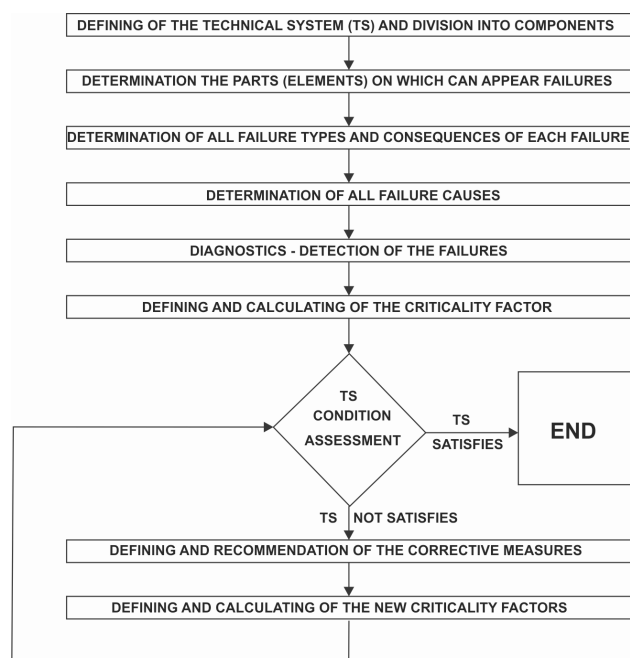 DEFINING OF THE TECHNICAL SYSTEM (TS) AND DIVISION INTO COMPONENTS
DETERMINATION THE PARTS (ELEMENTS) ON WHICH CAN APPEAR FAILURES
DETERMINATION OF ALL FAILURE TYPES AND CONSEQUENCES OF EACH FAILURE
DETERMINATION OF ALL FAILURE CAUSES
DIAGNOSTICS - DETECTION OF THE FAILURES
DEFINING AND CALCULATING OF THE CRITICALITY FACTOR
TS
CONDITION
ASSESSMENT
TS
SATISFIES
END
TS NOT SATISFIES
DEFINING AND RECOMMENDATION OF THE CORRECTIVE MEASURES
DEFINING AND CALCULATING OF THE NEW CRITICALITY FACTORS